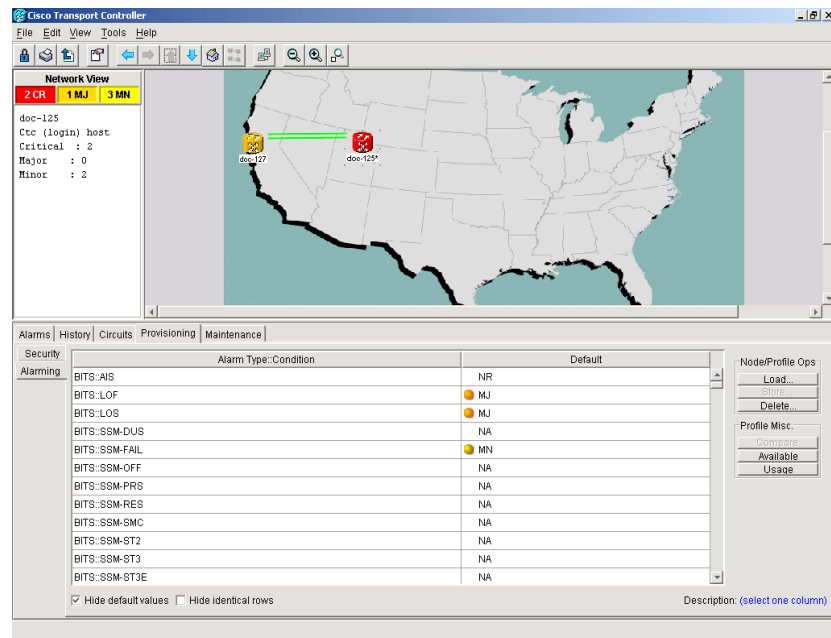 Cisco Transport Controller
File Edit View Tools Help
Network View
2 CR 1 MJ 3 MN
doc-125
Ctc (login) host
Critical : 2
Major : 0
Minor : 2
doc-127
doc-125*
Alarms History Circuits Provisioning Maintenance
Security
Alarming
Alarm Type::Condition Default
BITS::AIS NR
BITS::LOF MJ
BITS::LOS MJ
BITS::SSM-DUS NA
BITS::SSM-FAIL MN
BITS::SSM-OFF NA
BITS::SSM-PRS NA
BITS::SSM-RES NA
BITS::SSM-SMC NA
BITS::SSM-ST2 NA
BITS::SSM-ST3 NA
BITS::SSM-ST3E NA
Node/Profile Ops
Load...
Store...
Delete...
Profile Misc.
Compare
Available
Usage
Hide default values Hide identical rows
Description: (select one column)